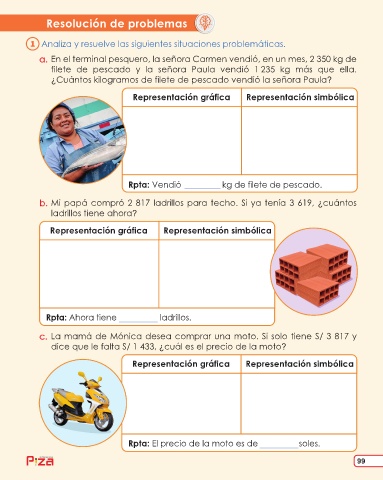 Resolución de problemas
1 Analiza y resuelve las siguientes situaciones problemáticas.
a. En el terminal pesquero, la señora Carmen vendió, en un mes, 2 350 kg de
filete de pescado y la señora Paula vendió 1 235 kg más que ella.
¿Cuántos kilogramos de filete de pescado vendió la señora Paula?
Representación gráfica Representación simbólica
Rpta: Vendió ________ kg de filete de pescado.
b. Mi papá compró 2 817 ladrillos para techo. Si ya tenía 3 619, ¿cuántos
ladrillos tiene ahora?
Representación gráfica Representación simbólica
Rpta: Ahora tiene ________ ladrillos.
c. La mamá de Mónica desea comprar una moto. Si solo tiene S/ 3 817 y
dice que le falta S/ 1 433, ¿cuál es el precio de la moto?
Representación gráfica Representación simbólica
Rpta: El precio de la moto es de ________ soles.
P'ZA
99